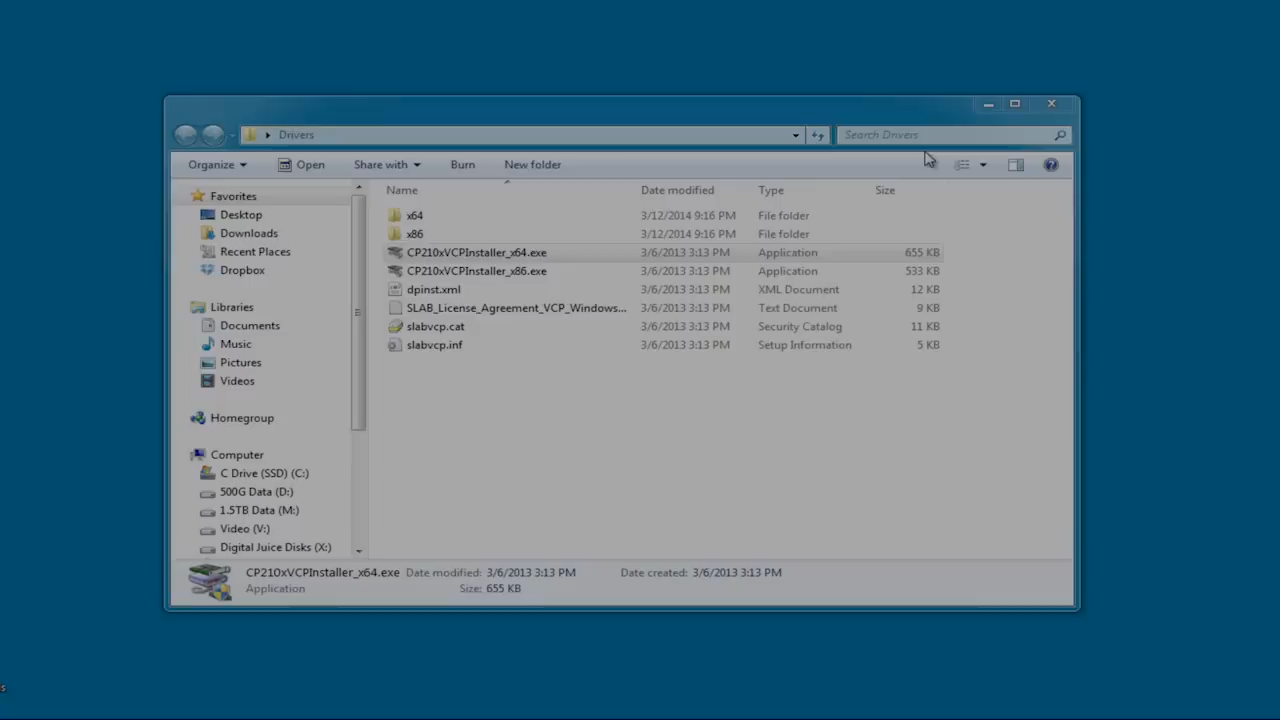 Drivers
Search Drivers
Organize Open Share with Burn New folder
Favorites
Desktop
Downloads
Recent Places
Dropbox
Libraries
Documents
Music
Pictures
Videos
Homegroup
Computer
C Drive (SSD) (C:)
500G Data (D:)
1.5TB Data (M:)
Video (V:)
Digital Juice Disks (X:)
Name Date modified Type Size
x64 3/12/2014 9:16 PM File folder
x86 3/12/2014 9:16 PM File folder
CP210xVCPInstaller_x64.exe 3/6/2013 3:13 PM Application 655 KB
CP210xVCPInstaller_x86.exe 3/6/2013 3:13 PM Application 533 KB
dpinst.xml 3/6/2013 3:13 PM XML Document 12 KB
SLAB_License_Agreement_VCP_Windows... 3/6/2013 3:13 PM Text Document 9 KB
slabvcp.cat 3/6/2013 3:13 PM Security Catalog 11 KB
slabvcp.inf 3/6/2013 3:13 PM Setup Information 5 KB
CP210xVCPInstaller_x64.exe Date modified: 3/6/2013 3:13 PM Date created: 3/6/2013 3:13 PM
Application Size: 655 KB
s